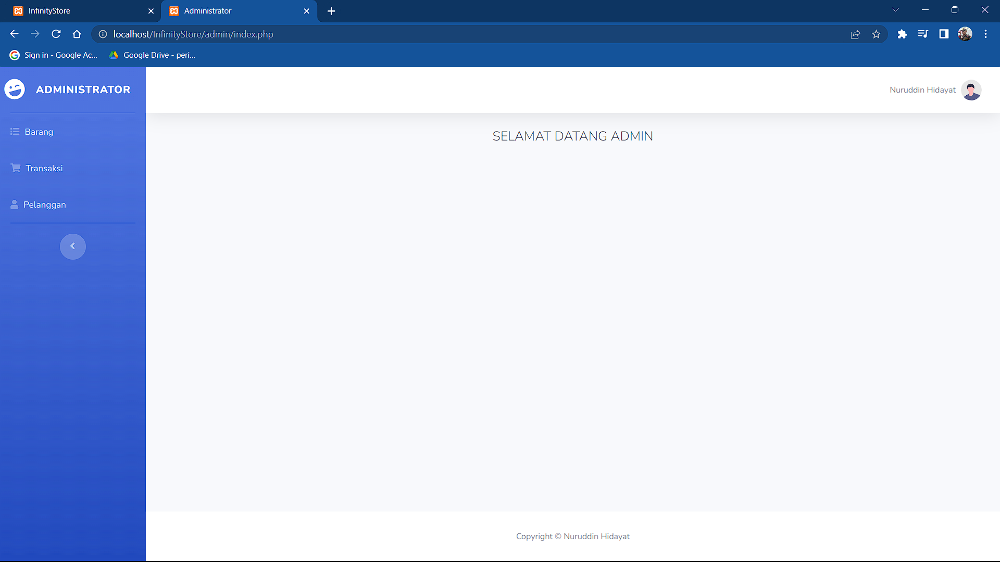 InfinityStore
Administrator
localhost/InfinityStore/admin/index.php
Sign in - Google Ac...
Google Drive - peri...
ADMINISTRATOR
Nuruddin Hidayat
Barang
Transaksi
Pelanggan
SELAMAT DATANG ADMIN
Copyright © Nuruddin Hidayat